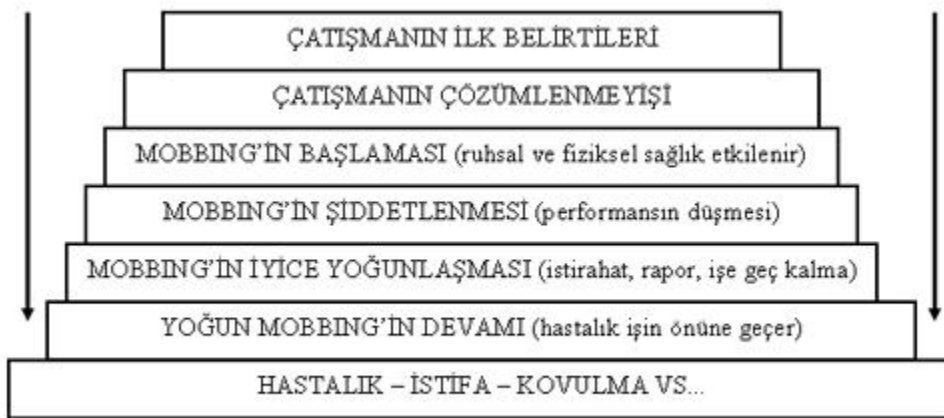 ÇATIŞMANIN İLK BELİRTİLERİ
ÇATIŞMANIN ÇÖZÜMLENMEYİŞİ
MOBBING’İN BAŞLAMASI (ruhsal ve fiziksel sağlık etkilenir)
MOBBING’İN ŞİDDETLENMESİ (performansın düşmesi)
MOBBING’İN İYİCE YOĞUNLAŞMASI (istirahat, rapor, işe geç kalma)
YOĞUN MOBBING’İN DEVAMI (hastalık işin önüne geçer)
HASTALIK – İSTİFA – KOVULMA VS...